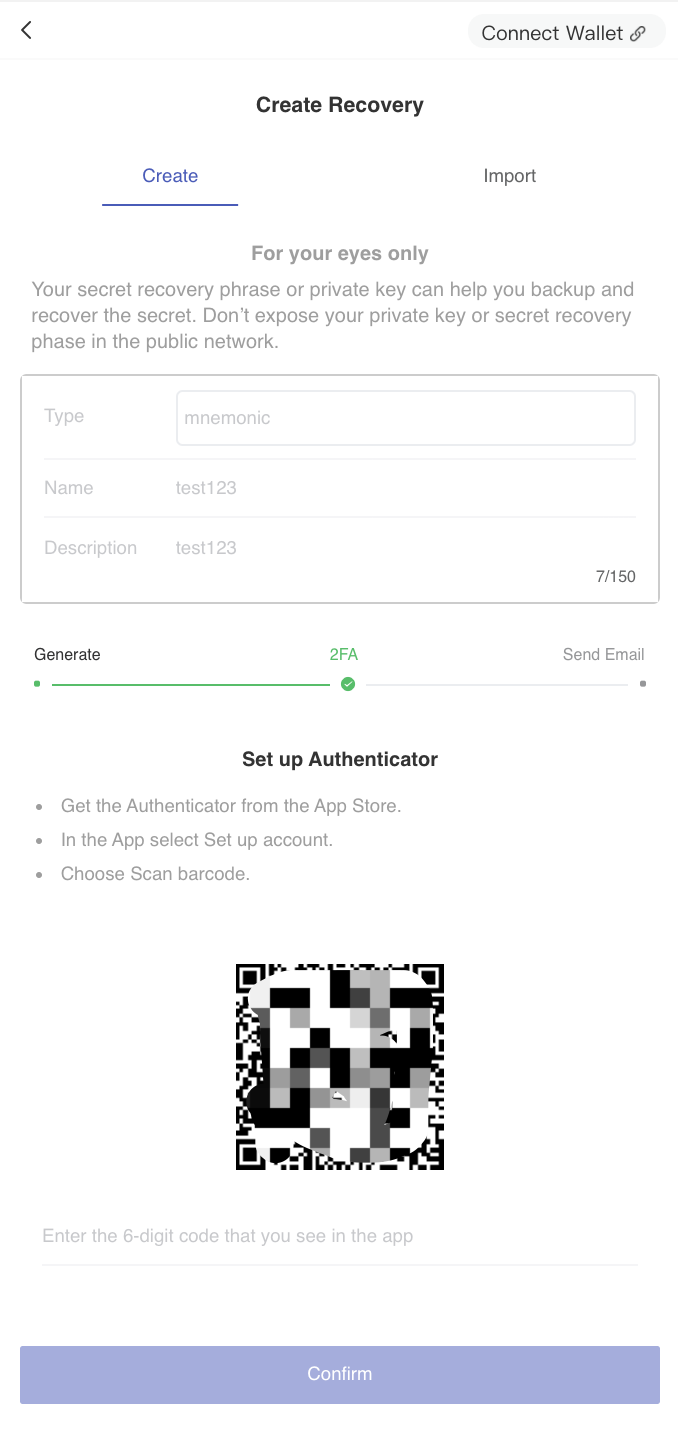 Connect Wallet
Create Recovery
Create
Import
For your eyes only
Your secret recovery phrase or private key can help you backup and
recover the secret. Don’t expose your private key or secret recovery
phase in the public network.
Type
mnemonic
Name
test123
Description
test123
7/150
Generate
2FA
Send Email
Set up Authenticator
• Get the Authenticator from the App Store.
• In the App select Set up account.
• Choose Scan barcode.
Enter the 6-digit code that you see in the app
Confirm